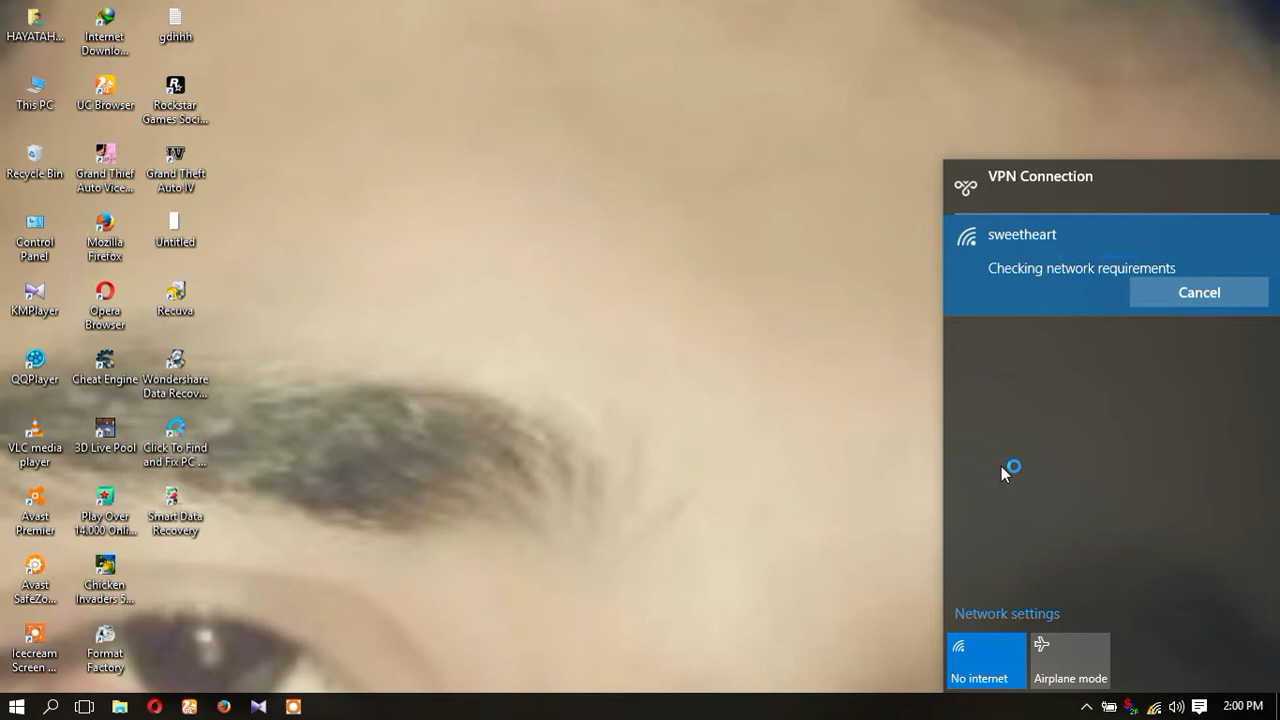 HAYATAH...
Internet
Downlo...
gdhhh
This PC
UC Browser
Rockstar
Games Soci...
Recycle Bin
Grand Thief
Auto Vice...
Grand Theft
Auto IV
Control
Panel
Mozilla
Firefox
Untitled
KMPlayer
Opera
Browser
Recuva
QQPlayer
Cheat Engine
Wondershare
Data Recov...
VLC media
player
3D Live Pool
Click To Find
and Fix PC ...
Avast
Premier
Play Over
14.000 Onli...
Smart Data
Recovery
Avast
SafeZo...
Chicken
Invaders 5...
Icecream
Screen ...
Format
Factory
VPN Connection
sweetheart
Checking network requirements
Cancel
Network settings
No internet
Airplane mode
2:00 PM